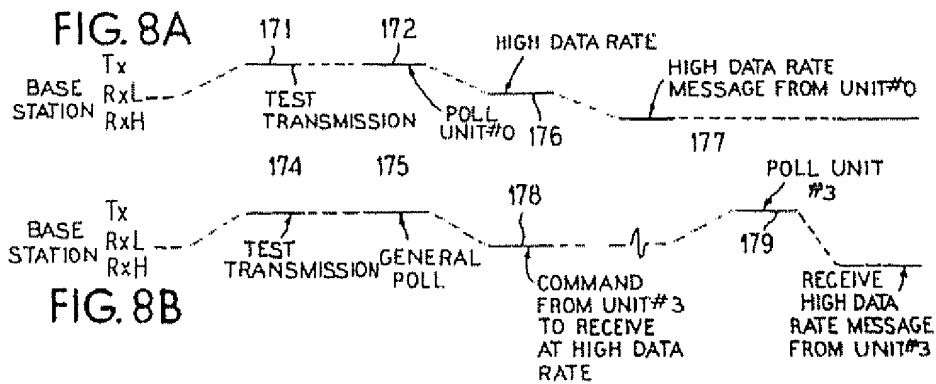 FIG. 8A
171
172
HIGH DATA RATE
BASE
STATION
Tx
RxL
RxH
TEST
TRANSMISSION
POLL
UNIT#0
176
HIGH DATA RATE
MESSAGE FROM UNIT#0
177
174
175
178
POLL UNIT
#3
179
BASE
STATION
Tx
RxL
RxH
TEST
TRANSMISSION
GENERAL
POLL
COMMAND
FROM UNIT#3
TO RECEIVE
AT HIGH DATA
RATE
RECEIVE
HIGH DATA
RATE MESSAGE
FROM UNIT#3
FIG. 8B